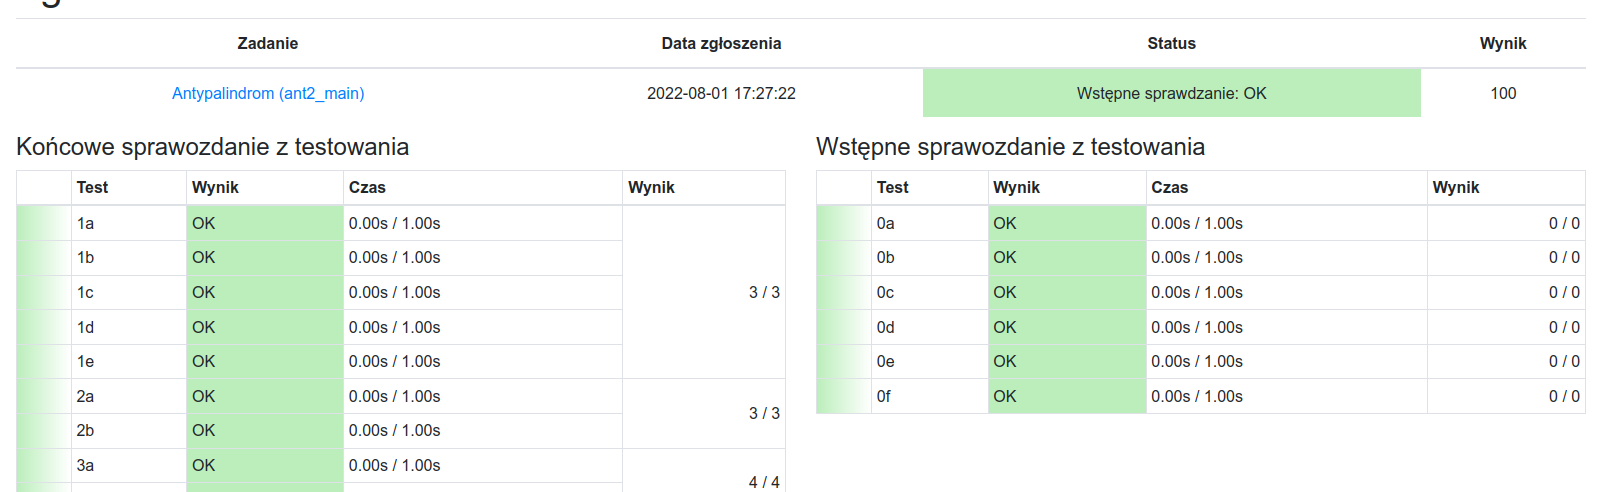 Zadanie Data zgłoszenia Status Wynik
Antypalindrom (ant2_main) 2022-08-01 17:27:22 Wstępne sprawdzanie: OK 100
Końcowe sprawozdanie z testowania
Test Wynik Czas Wynik
1a OK 0.00s / 1.00s
1b OK 0.00s / 1.00s
1c OK 0.00s / 1.00s 3 / 3
1d OK 0.00s / 1.00s
1e OK 0.00s / 1.00s
2a OK 0.00s / 1.00s
3 / 3
2b OK 0.00s / 1.00s
3a OK 0.00s / 1.00s
4 / 4
Wstępne sprawozdanie z testowania
Test Wynik Czas Wynik
0a OK 0.00s / 1.00s 0 / 0
0b OK 0.00s / 1.00s 0 / 0
0c OK 0.00s / 1.00s 0 / 0
0d OK 0.00s / 1.00s 0 / 0
0e OK 0.00s / 1.00s 0 / 0
0f OK 0.00s / 1.00s 0 / 0